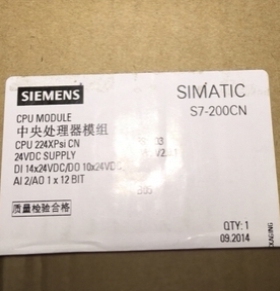 SIEMENS
SIMATIC
S7-200CN
CPU MODULE
中央处理器模组
CPU 224XPsi CN
24VDC SUPPLY
DI 14x24VDC/DO 10x24VDC
AI 2/AO 1 x 12 BIT
质量检验合格
QTY: 1
09.2014